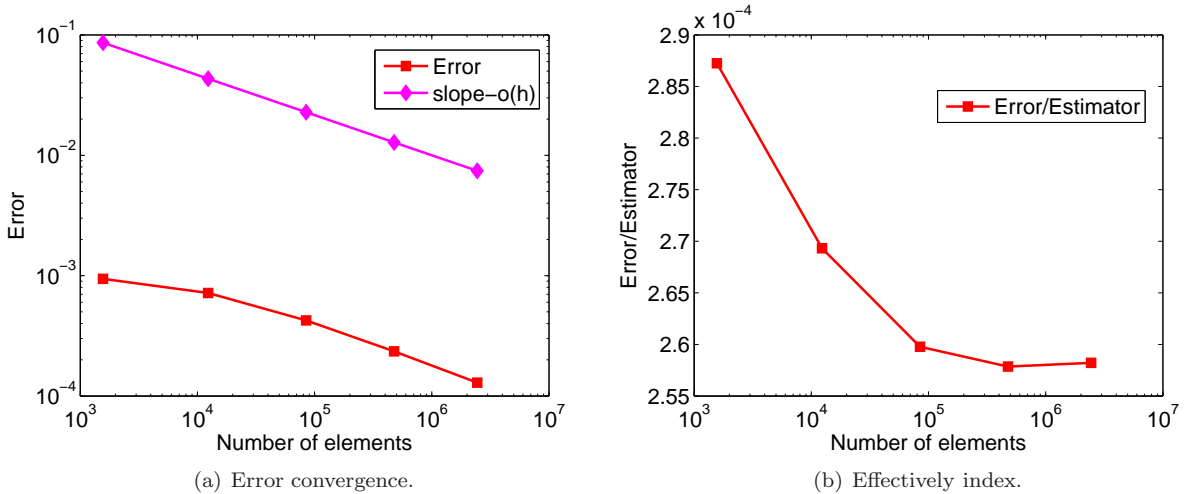 10^{-1}
10^{-2}
10^{-3}
10^{-4}
Error
Error
slope-o(h)
10^3
10^4
10^5
10^6
10^7
Number of elements
(a) Error convergence.
x 10^{-4}
2.9
2.85
2.8
2.75
2.7
2.65
2.6
2.55
Error/Estimator
Error/Estimator
10^3
10^4
10^5
10^6
10^7
Number of elements
(b) Effectively index.